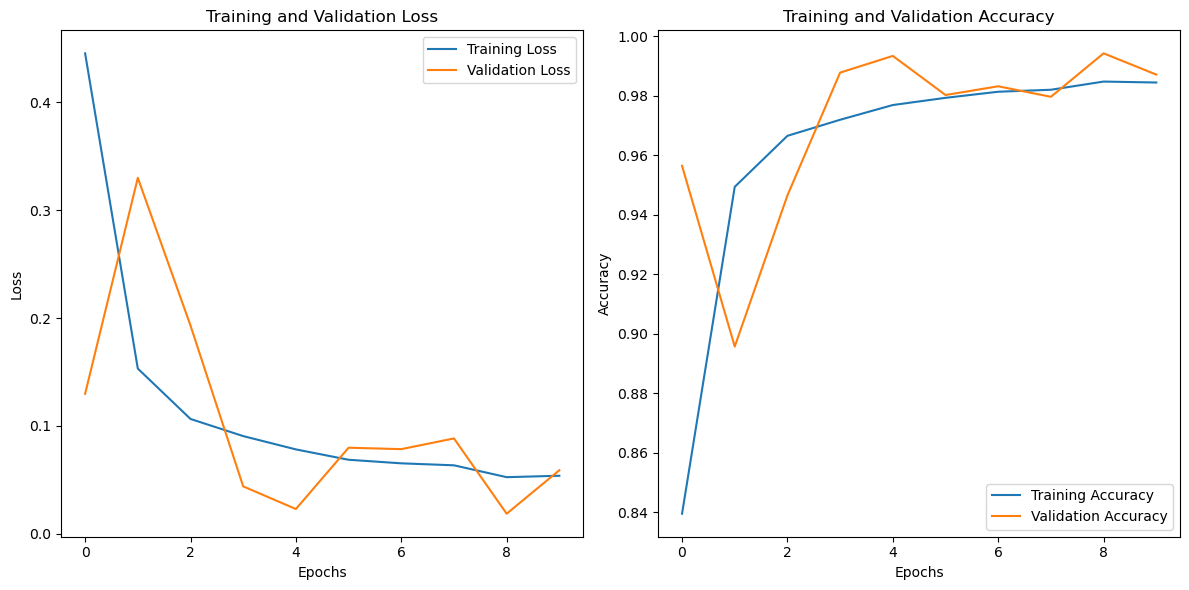 Training and Validation Loss
Training Loss
Validation Loss
0.4
0.3
0.2
0.1
0.0
Loss
0 2 4 6 8
Epochs
Training and Validation Accuracy
1.00
0.98
0.96
0.94
0.92
0.90
0.88
0.86
0.84
Accuracy
Training Accuracy
Validation Accuracy
0 2 4 6 8
Epochs